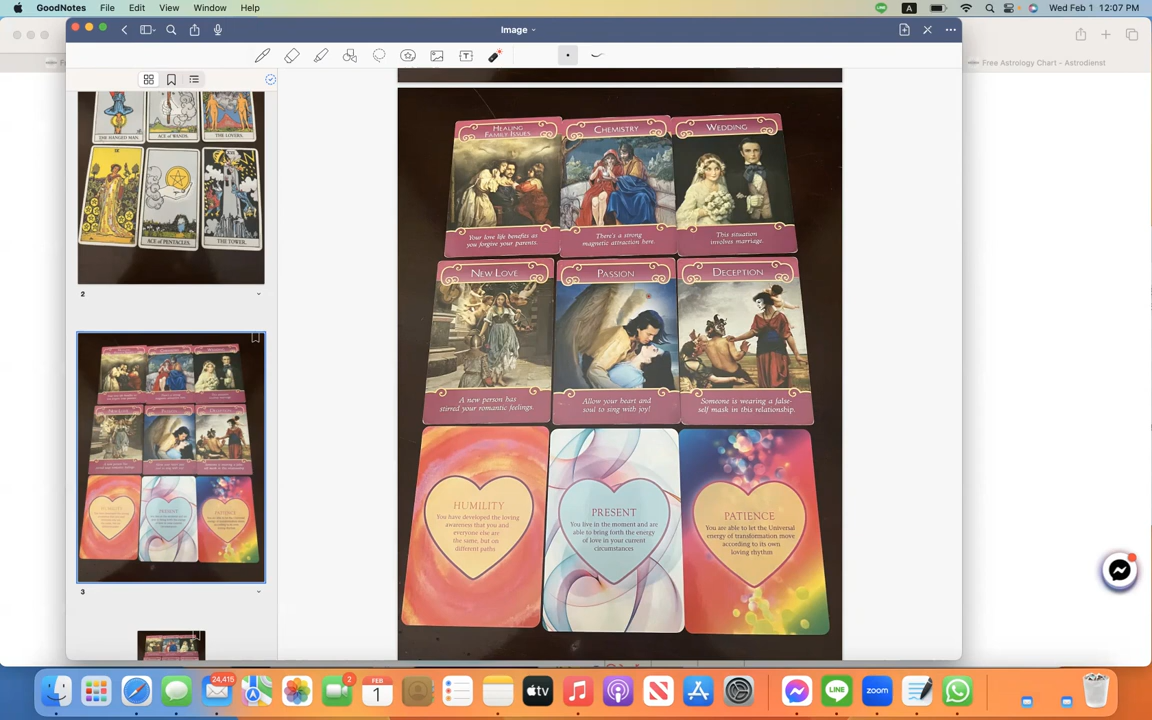 GoodNotes File Edit View Window Help
A
Wed Feb 1 12:07 PM
Image
Free Astrology Chart – Astrodienst
THE HANGED MAN.
ACE of WANDS.
THE LOVERS.
ACE of PENTACLES.
THE TOWER.
2
3
HEALING
FAMILY ISSUES
Your love life benefits as
you forgive your parents.
CHEMISTRY
There's a strong
magnetic attraction here.
WEDDING
This situation
involves marriage.
NEW LOVE
A new person has
stirred your romantic feelings.
PASSION
Allow your heart and
soul to sing with joy!
DECEPTION
Someone is wearing a false-
self mask in this relationship.
HUMILITY
You have developed the loving
awareness that you and
everyone else are
the same, but on
different paths
PRESENT
You live in the moment and are
able to bring forth the energy
of love in your current
circumstances
PATIENCE
You are able to let the Universal
energy of transformation move
according to its own
loving rhythm
24,415
2
FEB
1
tv
zoom